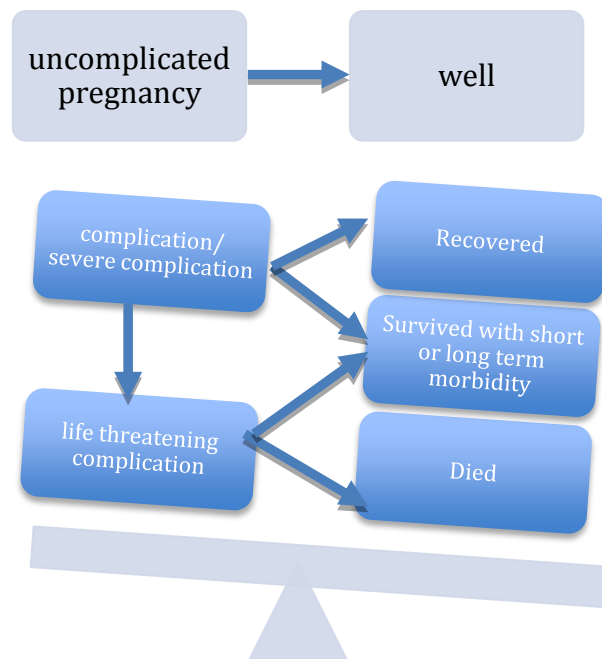 uncomplicated
pregnancy
well
complication/
severe complication
Recovered
Survived with short
or long term
morbidity
life threatening
complication
Died